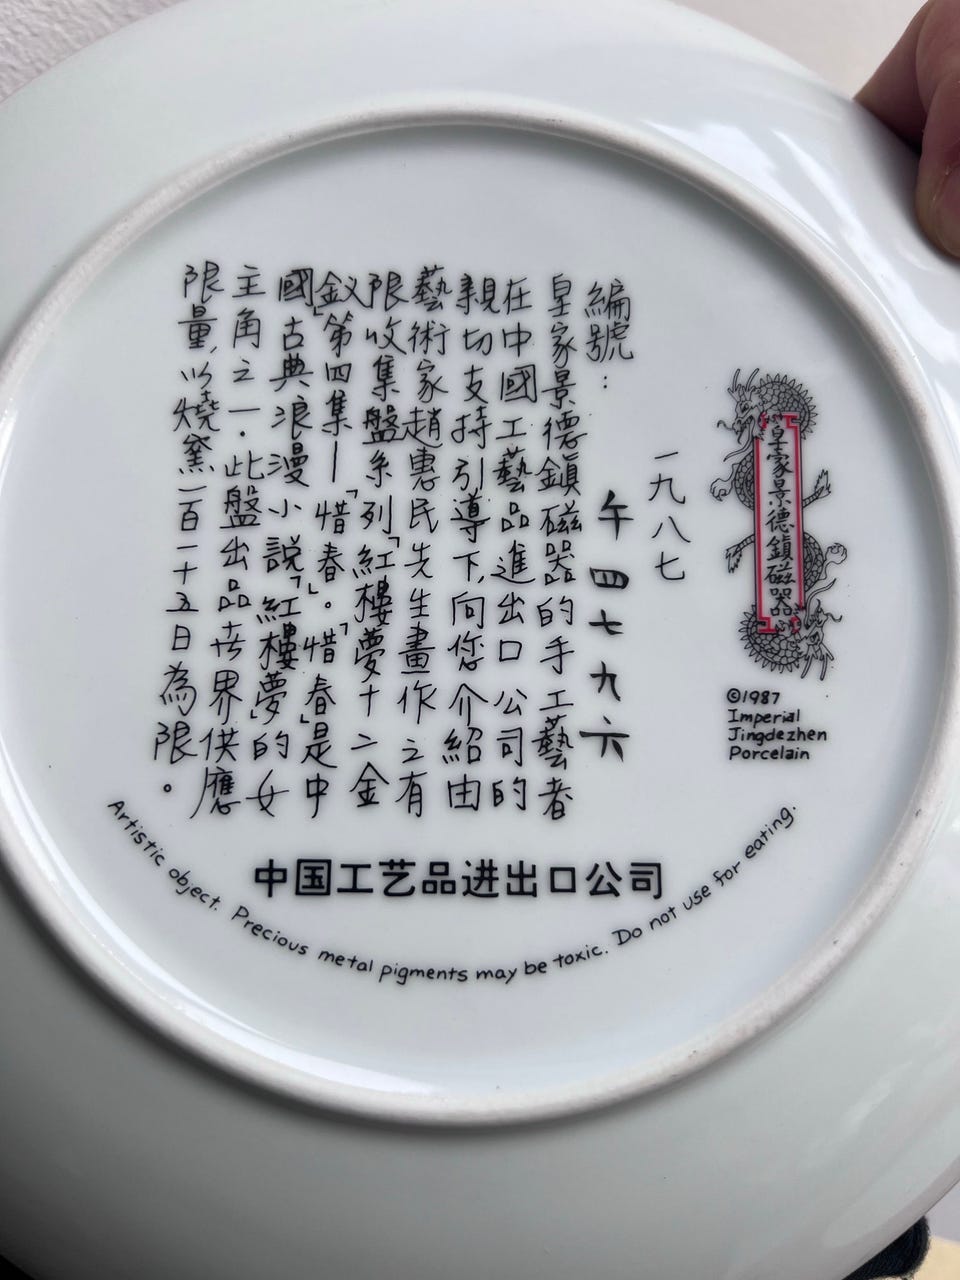 皇家景德鎮磁器
©1987
Imperial
Jingdezhen
Porcelain
一九八七
編號：午四七九六
皇家景德鎮磁器的手工藝者
在中國工藝品進出口公司的
親切支持引導下，向您介紹由
藝術家趙惠民先生畫作之有
限收集盤系列「紅樓夢十二金
釵」第四集—「惜春」。「惜春」是中
國古典浪漫小說「紅樓夢」的女
主角之一．此盤出品世界供應
限量，以燒窯一百一十五日為限。
中国工艺品进出口公司
Artistic object. Precious metal pigments may be toxic. Do not use for eating.